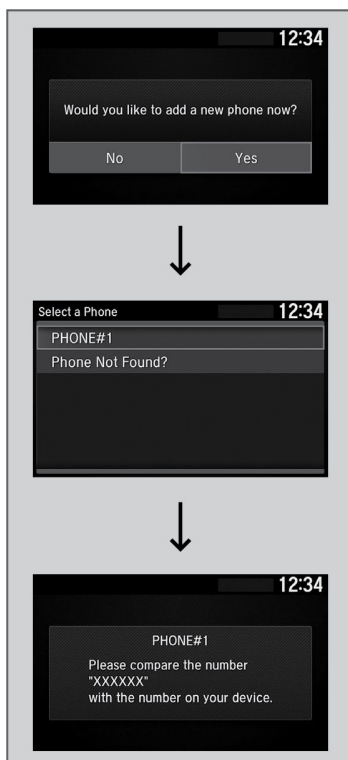 12:34
Would you like to add a new phone now?
No Yes
Select a Phone 12:34
PHONE#1
Phone Not Found?
12:34
PHONE#1
Please compare the number
"XXXXXX"
with the number on your device.